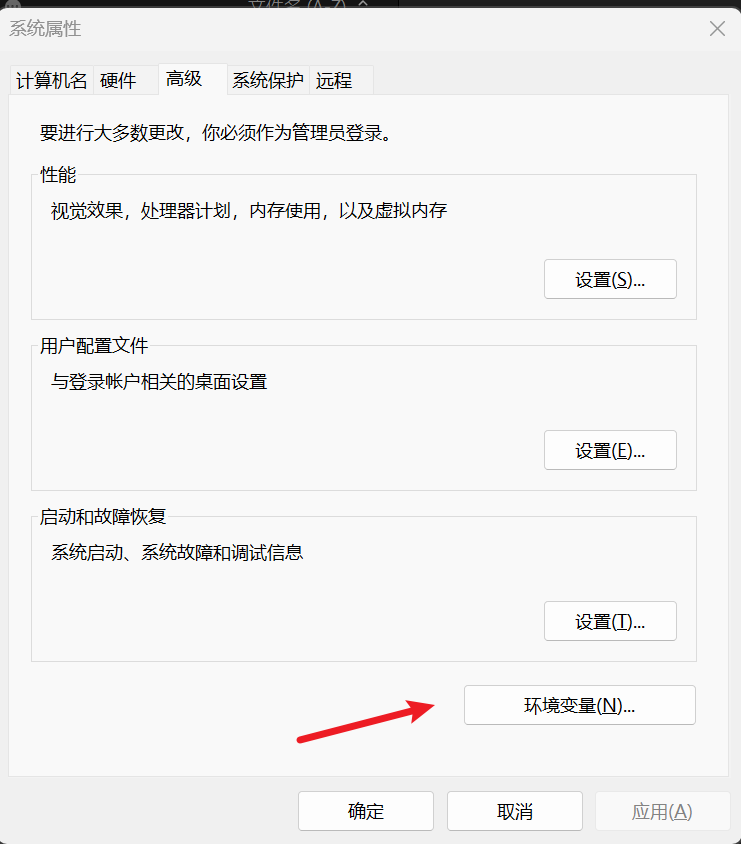 文件名 (A-Z)
系统属性
计算机名 硬件 高级 系统保护 远程
要进行大多数更改，你必须作为管理员登录。
性能
视觉效果，处理器计划，内存使用，以及虚拟内存
设置(S)...
用户配置文件
与登录帐户相关的桌面设置
设置(E)...
启动和故障恢复
系统启动、系统故障和调试信息
设置(T)...
环境变量(N)...
确定 取消 应用(A)